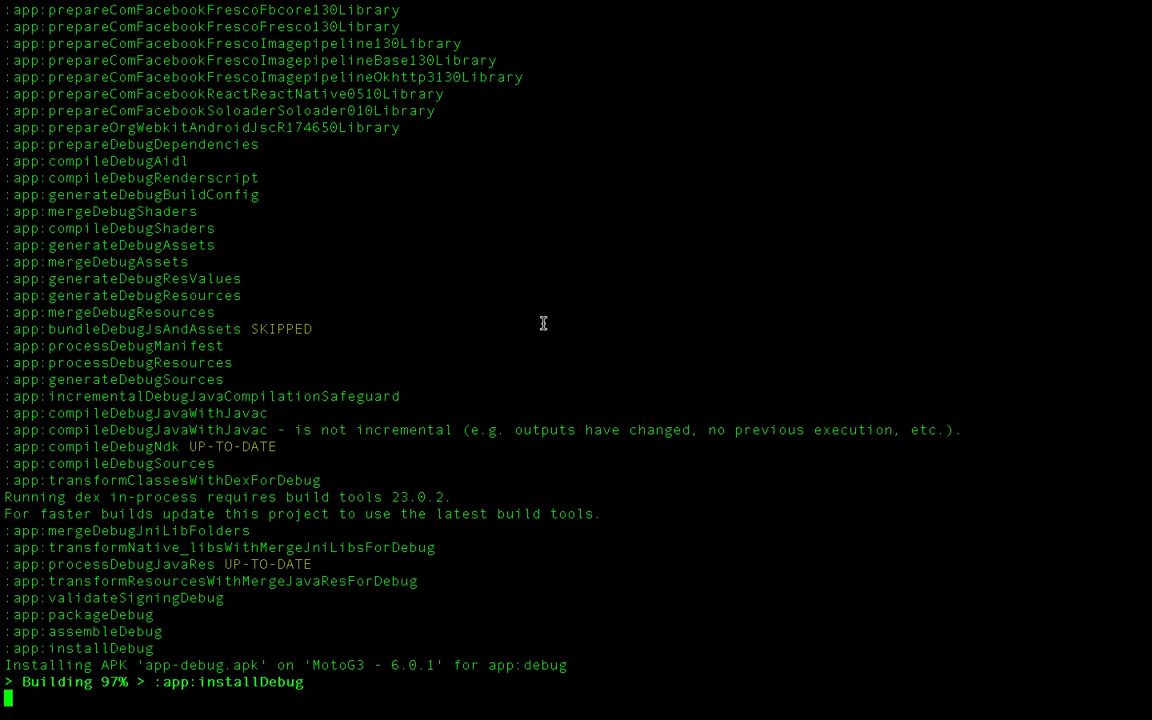 :app:prepareComFacebookFrescoFbcore130Library
:app:prepareComFacebookFrescoFresco130Library
:app:prepareComFacebookFrescoImagepipeline130Library
:app:prepareComFacebookFrescoImagepipelineBase130Library
:app:prepareComFacebookFrescoImagepipelineOkhttp3130Library
:app:prepareComFacebookReactReactNative0510Library
:app:prepareComFacebookSoloaderSoloader010Library
:app:prepareOrgWebkitAndroidJscR174650Library
:app:prepareDebugDependencies
:app:compileDebugAidl
:app:compileDebugRenderscript
:app:generateDebugBuildConfig
:app:mergeDebugShaders
:app:compileDebugShaders
:app:generateDebugAssets
:app:mergeDebugAssets
:app:generateDebugResValues
:app:generateDebugResources
:app:mergeDebugResources
:app:bundleDebugJsAndAssets SKIPPED
:app:processDebugManifest
:app:processDebugResources
:app:generateDebugSources
:app:incrementalDebugJavaCompilationSafeguard
:app:compileDebugJavaWithJavac
:app:compileDebugJavaWithJavac - is not incremental (e.g. outputs have changed, no previous execution, etc.).
:app:compileDebugNdk UP-TO-DATE
:app:compileDebugSources
:app:transformClassesWithDexForDebug
Running dex in-process requires build tools 23.0.2.
For faster builds update this project to use the latest build tools.
:app:mergeDebugJniLibFolders
:app:transformNative_libsWithMergeJniLibsForDebug
:app:processDebugJavaRes UP-TO-DATE
:app:transformResourcesWithMergeJavaResForDebug
:app:validateSigningDebug
:app:packageDebug
:app:assembleDebug
:app:installDebug
Installing APK 'app-debug.apk' on 'MotoG3 - 6.0.1' for app:debug
> Building 97% > :app:installDebug